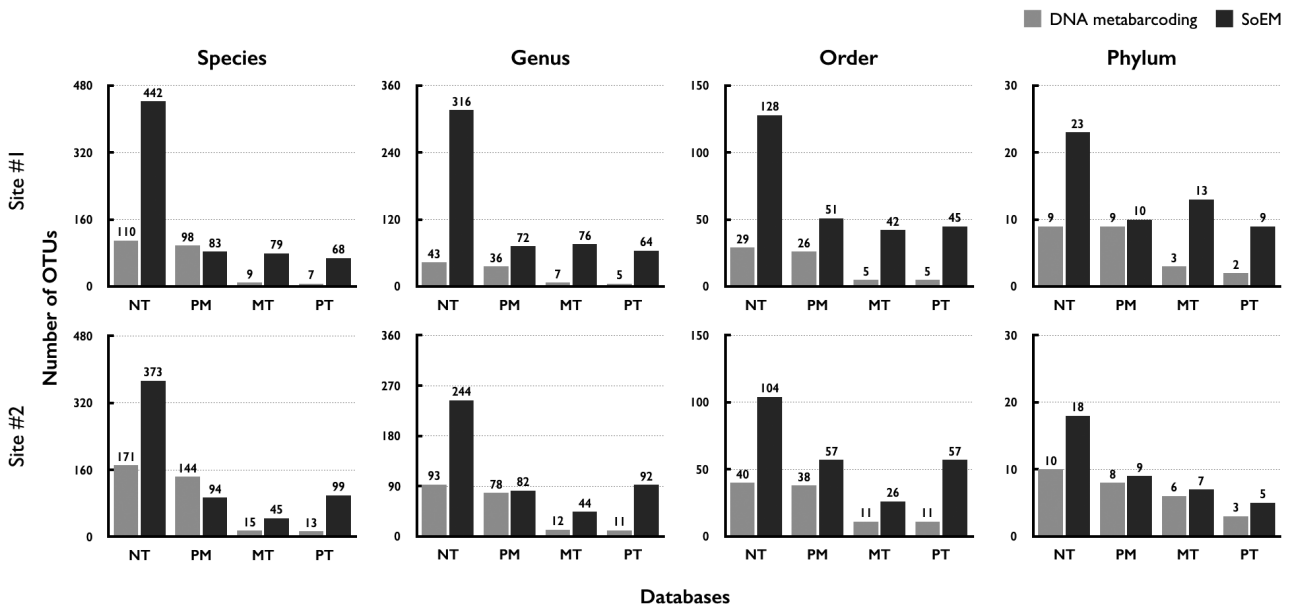 DNA metabarcoding SoEM
Species Genus Order Phylum
Site #1
Number of OTUs
480 320 160 0
442
110 98 83 9 79 7 68
NT PM MT PT
360 240 120 0
316
43 36 72 7 76 5 64
NT PM MT PT
150 100 50 0
128
29 26 51 5 42 5 45
NT PM MT PT
30 20 10 0
23
9 9 10 3 13 2 9
NT PM MT PT
Site #2
480 320 160 0
373
171 144 94 15 45 13 99
NT PM MT PT
360 270 180 90 0
244
93 78 82 12 44 11 92
NT PM MT PT
150 100 50 0
104
40 38 57 11 26 11 57
NT PM MT PT
30 20 10 0
18
10 8 9 6 7 3 5
NT PM MT PT
Databases